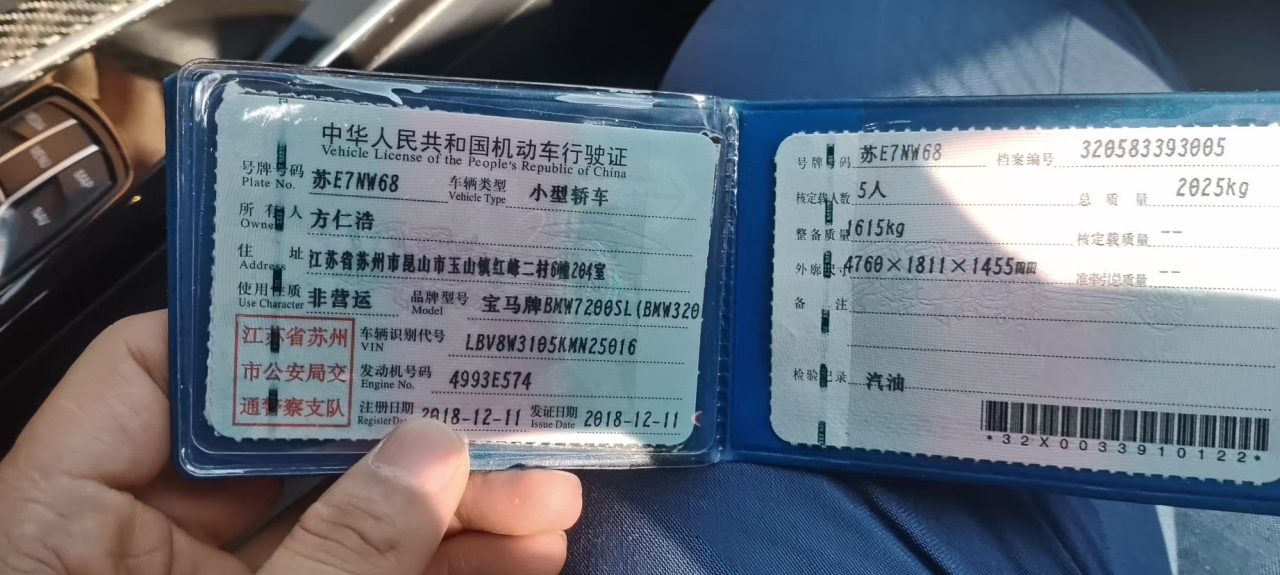 中华人民共和国机动车行驶证
Vehicle License of the People's Republic of China
号牌号码 苏E7NW68 车辆类型 小型轿车
Plate No. Vehicle Type
所有人 方仁浩
Owner
住址 江苏省苏州市昆山市玉山镇红峰二村6幢204室
Address
使用性质 非营运 品牌型号 宝马牌BMW7200SL(BMW320
Use Character Model
江苏省苏州
市公安局交
通警察支队
车辆识别代号 LBV8W3105KMN25016
VIN
发动机号码 4993E574
Engine No.
注册日期 2018-12-11 发证日期 2018-12-11
Register Issue Date
号牌号码 苏E7NW68 档案编号 320583393005
核定载人数 5人 总质量 2025kg
整备质量 1615kg 核定载质量 --
外廓尺寸 4760×1811×1455mm 准牵引总质量 --
备注
检验记录 汽油
*32X0033910122*
MENU
MAP
NAV